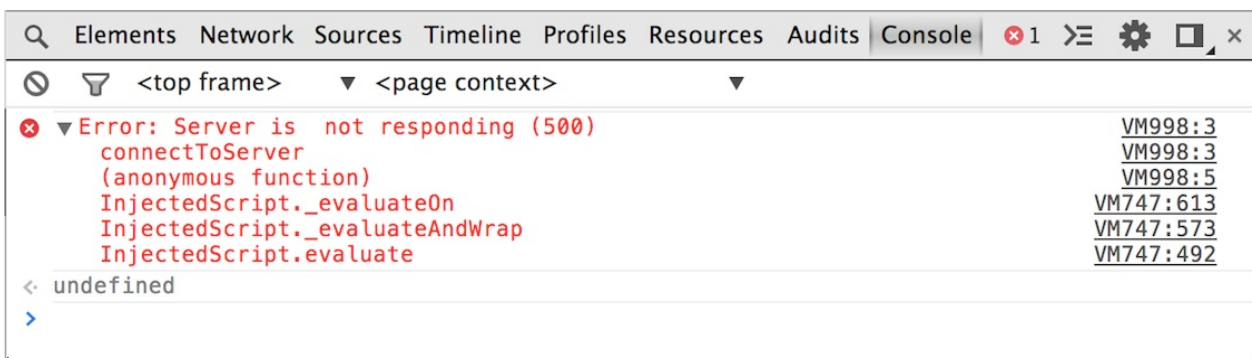 Elements Network Sources Timeline Profiles Resources Audits Console 1
<top frame> <page context>
Error: Server is  not responding (500) VM998:3
connectToServer VM998:3
(anonymous function) VM998:5
InjectedScript._evaluateOn VM747:613
InjectedScript._evaluateAndWrap VM747:573
InjectedScript.evaluate VM747:492
undefined